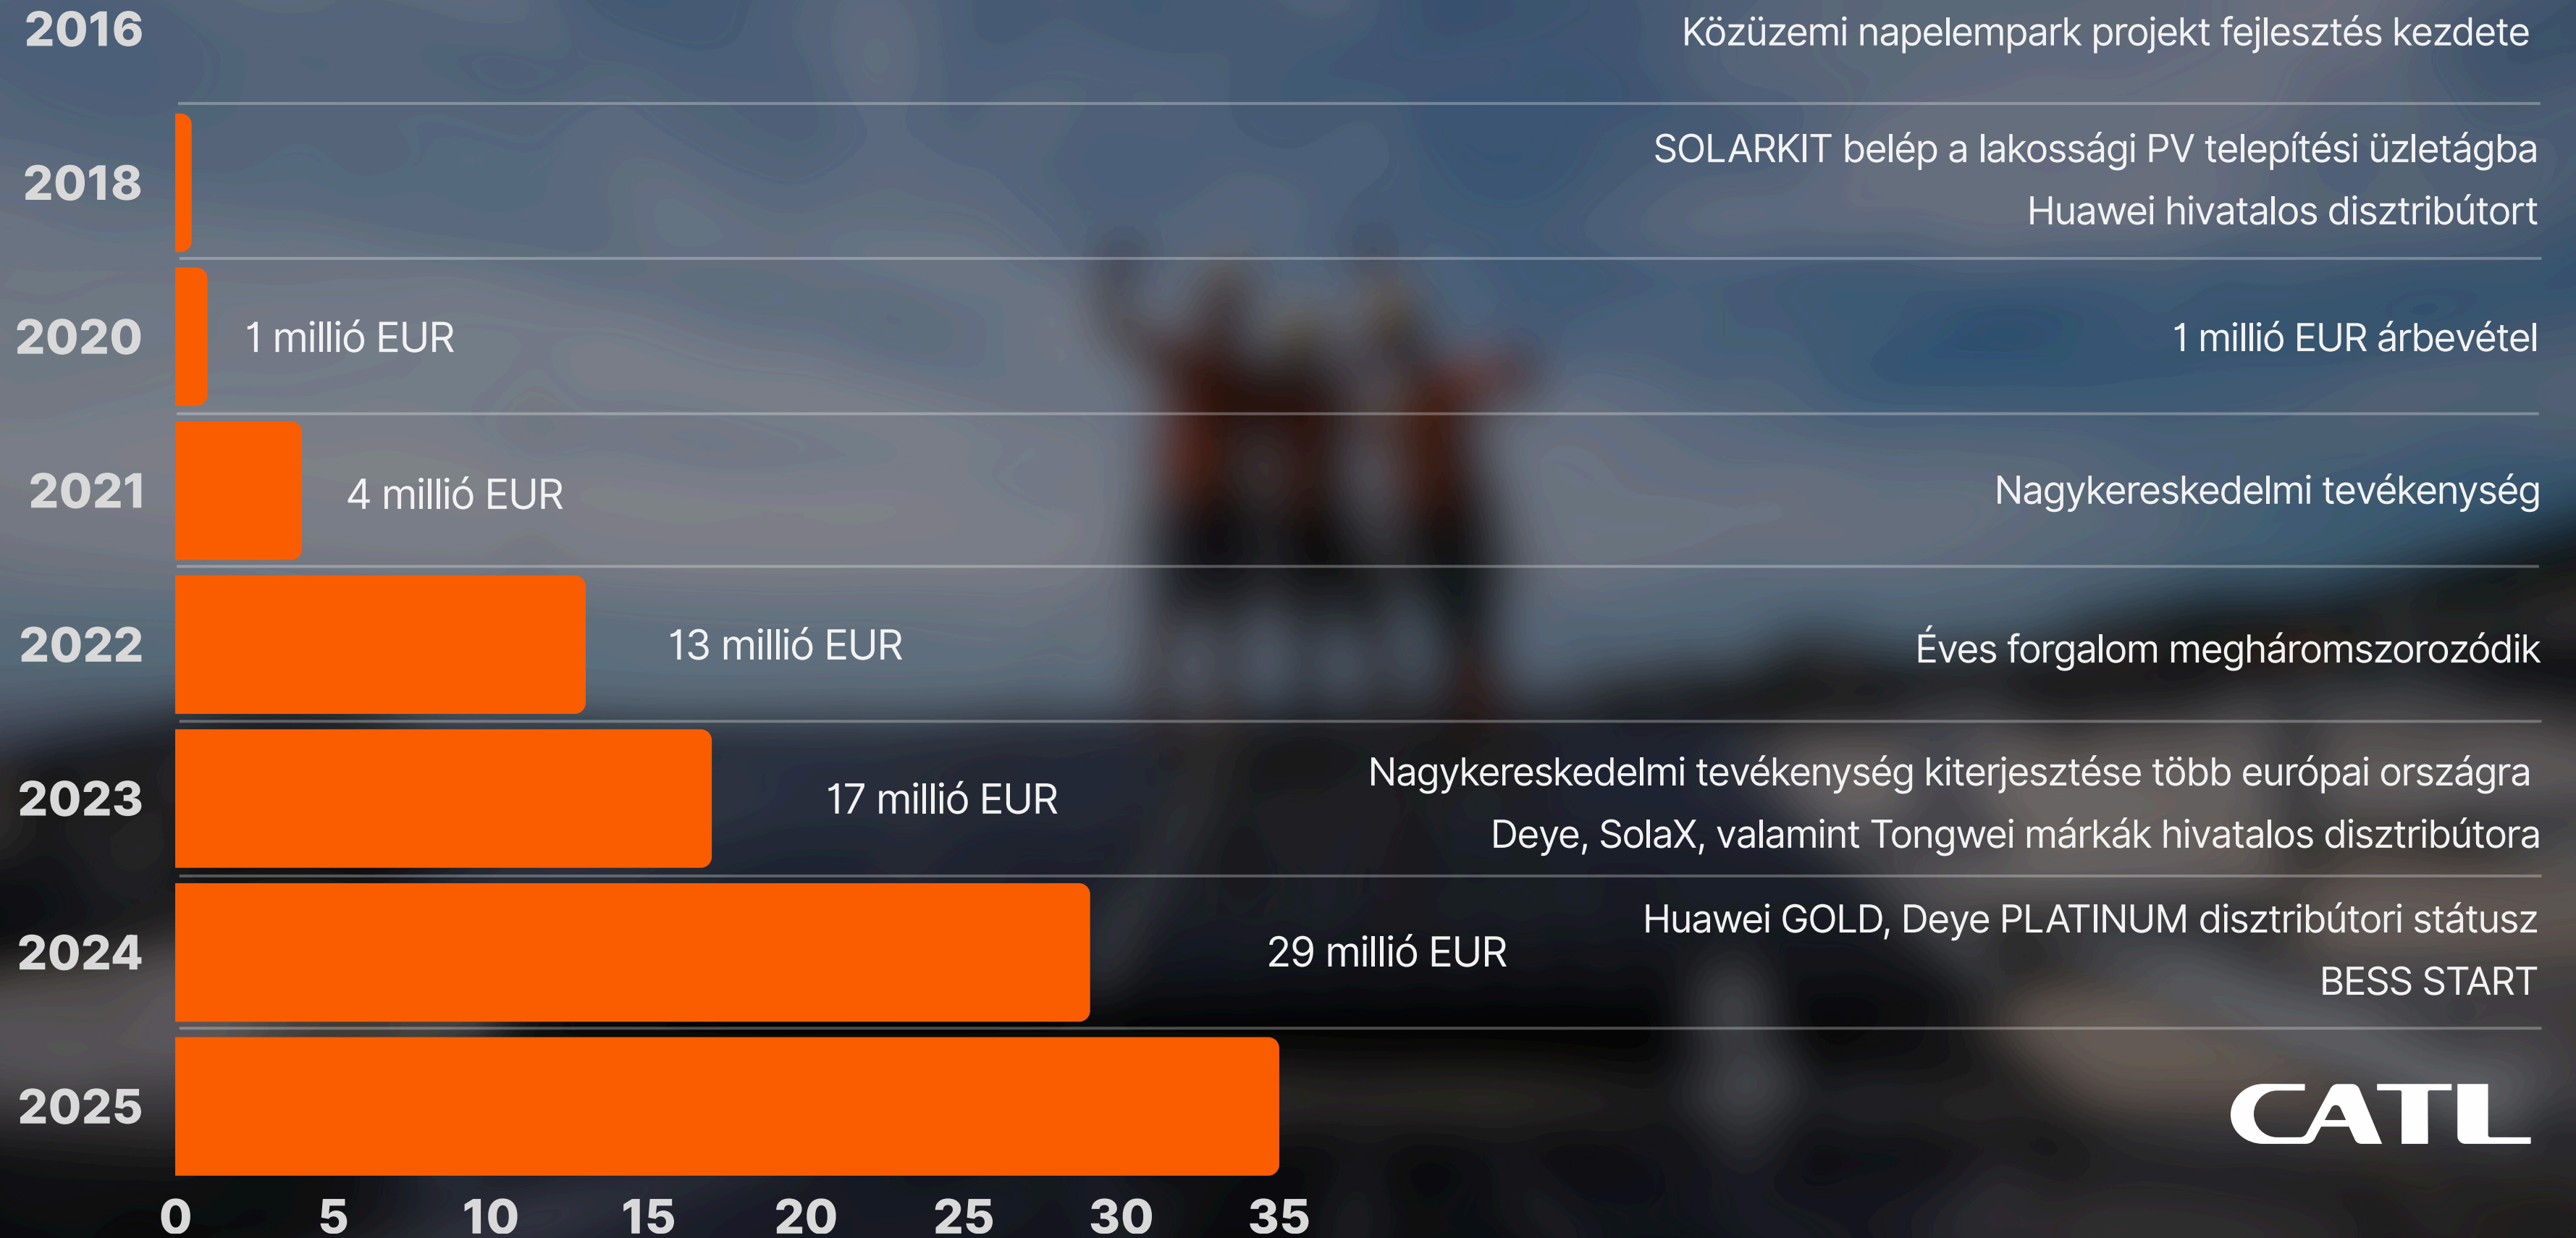 2016
Közüzemi napelempark projekt fejlesztés kezdete
2018
SOLARKIT belép a lakossági PV telepítési üzletágba
Huawei hivatalos disztribútort
2020
1 millió EUR
1 millió EUR árbevétel
2021
4 millió EUR
Nagykereskedelmi tevékenység
2022
13 millió EUR
Éves forgalom megháromszorozódik
2023
17 millió EUR
Nagykereskedelmi tevékenység kiterjesztése több európai országra
Deye, SolaX, valamint Tongwei márkák hivatalos disztribútora
2024
29 millió EUR
Huawei GOLD, Deye PLATINUM disztribútori státusz
BESS START
2025
CATL
0 5 10 15 20 25 30 35